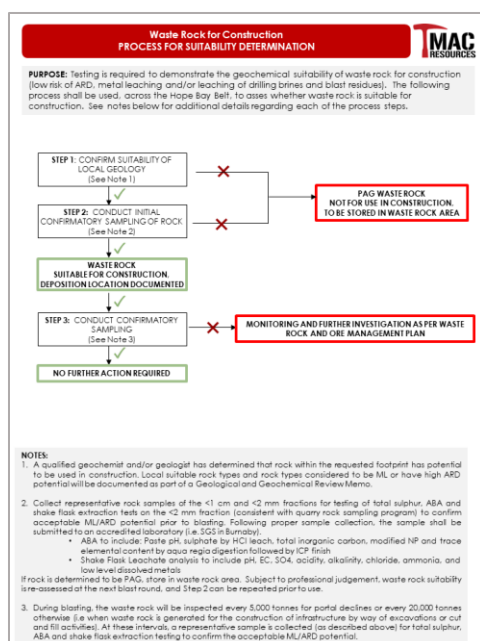 Waste Rock for Construction
PROCESS FOR SUITABILITY DETERMINATION
TMAC
RESOURCES
PURPOSE: Testing is required to demonstrate the geochemical suitability of waste rock for construction
(low risk of ARD, metal leaching and/or leaching of drilling brines and blast residues). The following
process shall be used, across the Hope Bay Belt, to asses whether waste rock is suitable for
construction. See notes below for additional details regarding each of the process steps.
STEP 1: CONFIRM SUITABILITY OF
LOCAL GEOLOGY
(See Note 1)
PAG WASTE ROCK
NOT FOR USE IN CONSTRUCTION.
TO BE STORED IN WASTE ROCK AREA
STEP 2: CONDUCT INITIAL
CONFIRMATORY SAMPLING OF ROCK
(See Note 2)
WASTE ROCK
SUITABLE FOR CONSTRUCTION.
DEPOSITION LOCATION DOCUMENTED
STEP 3: CONDUCT CONFIRMATORY
SAMPLING
(See Note 3)
MONITORING AND FURTHER INVESTIGATION AS PER WASTE
ROCK AND ORE MANAGEMENT PLAN
NO FURTHER ACTION REQUIRED
NOTES:
1. A qualified geochemist and/or geologist has determined that rock within the requested footprint has potential
to be used in construction. Local suitable rock types and rock types considered to be ML or have high ARD
potential will be documented as part of a Geological and Geochemical Review Memo.
2. Collect representative rock samples of the <1 cm and <2 mm fractions for testing of total sulphur, ABA and
shake flask extraction tests on the <2 mm fraction (consistent with quarry rock sampling program) to confirm
acceptable ML/ARD potential prior to blasting. Following proper sample collection, the sample shall be
submitted to an accredited laboratory (i.e. SGS in Burnaby).
• ABA to include: Paste pH, sulphate by HCl leach, total inorganic carbon, modified NP and trace
elemental content by aqua regia digestion followed by ICP finish
• Shake Flask Leachate analysis to include pH, EC, SO4, acidity, alkalinity, chloride, ammonia, and
low level dissolved metals
If rock is determined to be PAG, store in waste rock area. Subject to professional judgement, waste rock suitability
is re-assessed at the next blast round, and Step 2 can be repeated prior to use.
3. During blasting, the waste rock will be inspected every 5,000 tonnes for portal declines or every 20,000 tonnes
otherwise (i.e when waste rock is generated for the construction of infrastructure by way of excavations or cut
and fill activities). At these intervals, a representative sample is collected (as described above) for total sulphur,
ABA and shake flask extraction testing to confirm the acceptable ML/ARD potential.